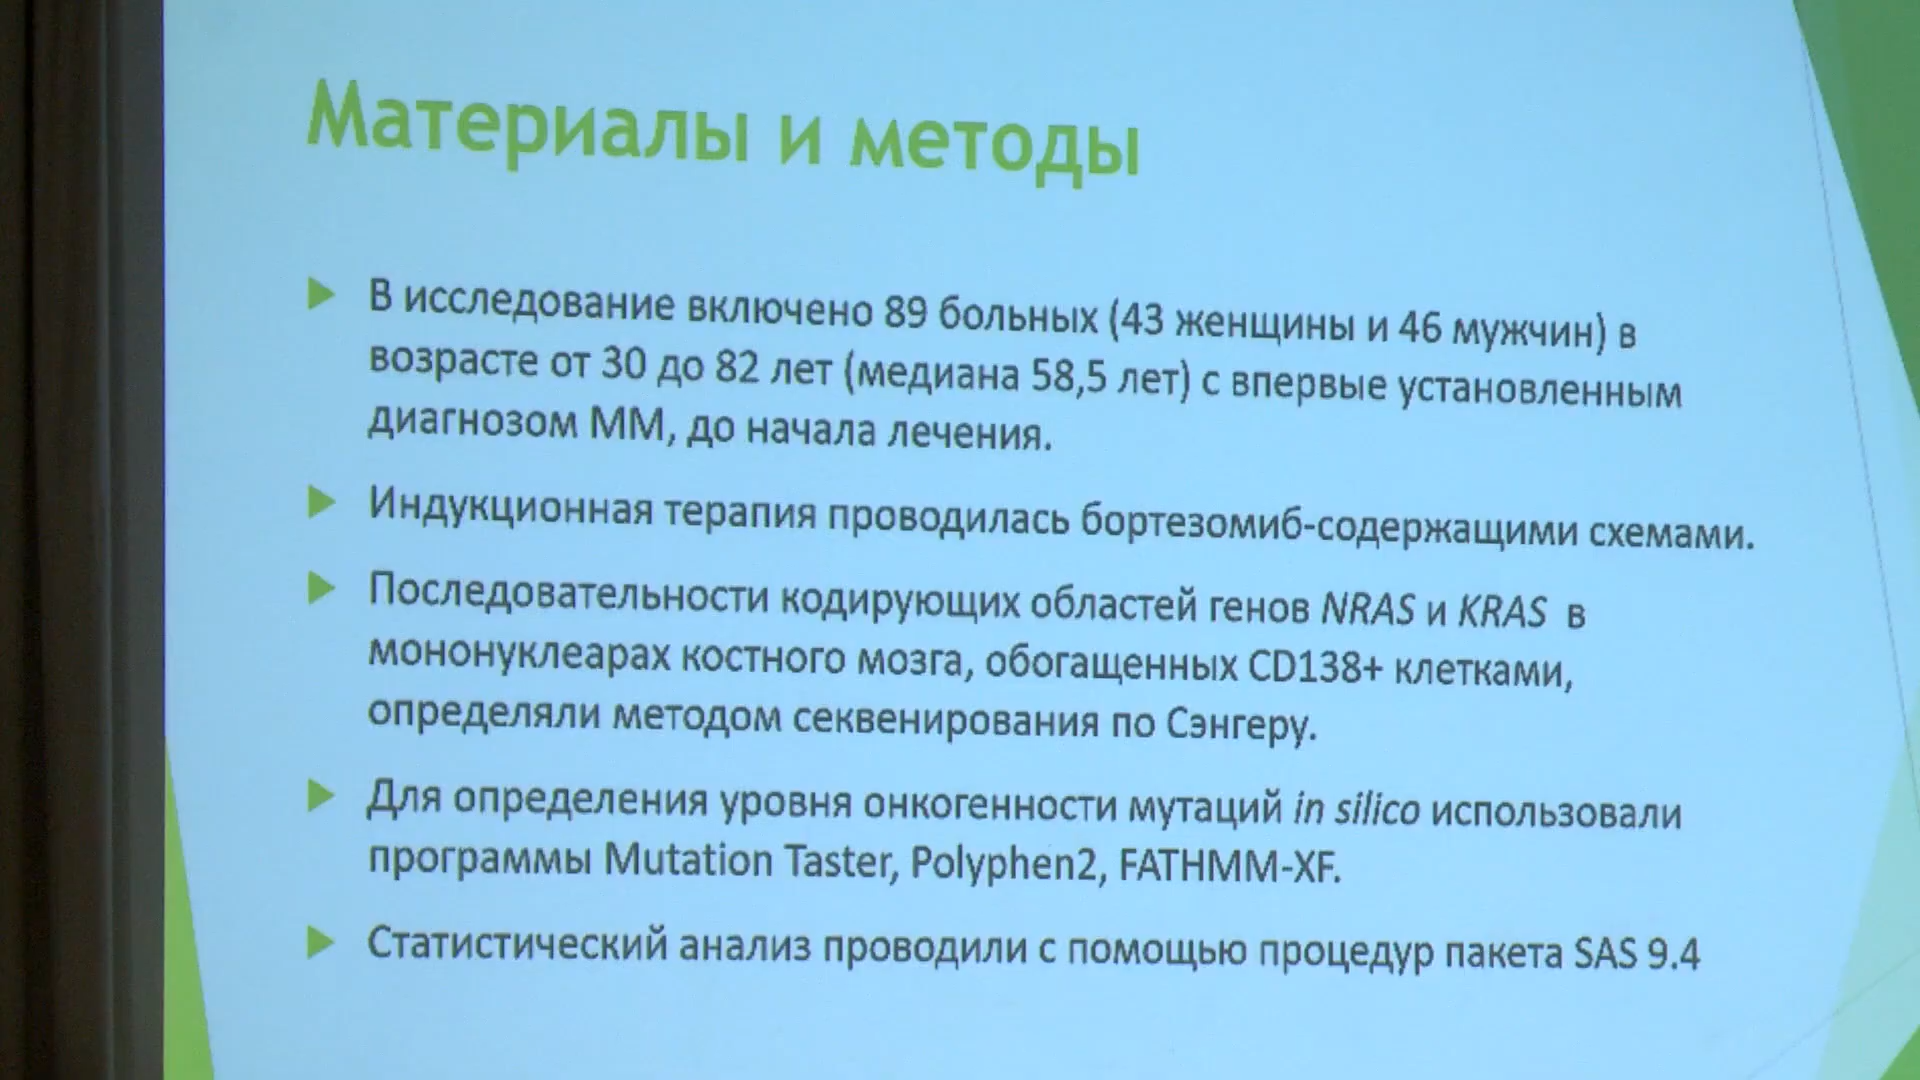 Материалы и методы
В исследование включено 89 больных (43 женщины и 46 мужчин) в
возрасте от 30 до 82 лет (медиана 58,5 лет) с впервые установленным
диагнозом ММ, до начала лечения.
Индукционная терапия проводилась бортезомиб-содержащими схемами.
Последовательности кодирующих областей генов NRAS и KRAS в
мононуклеарах костного мозга, обогащенных CD138+ клетками,
определяли методом секвенирования по Сэнгеру.
Для определения уровня онкогенности мутаций in silico использовали
программы Mutation Taster, Polyphen2, FATHMM-XF.
Статистический анализ проводили с помощью процедур пакета SAS 9.4